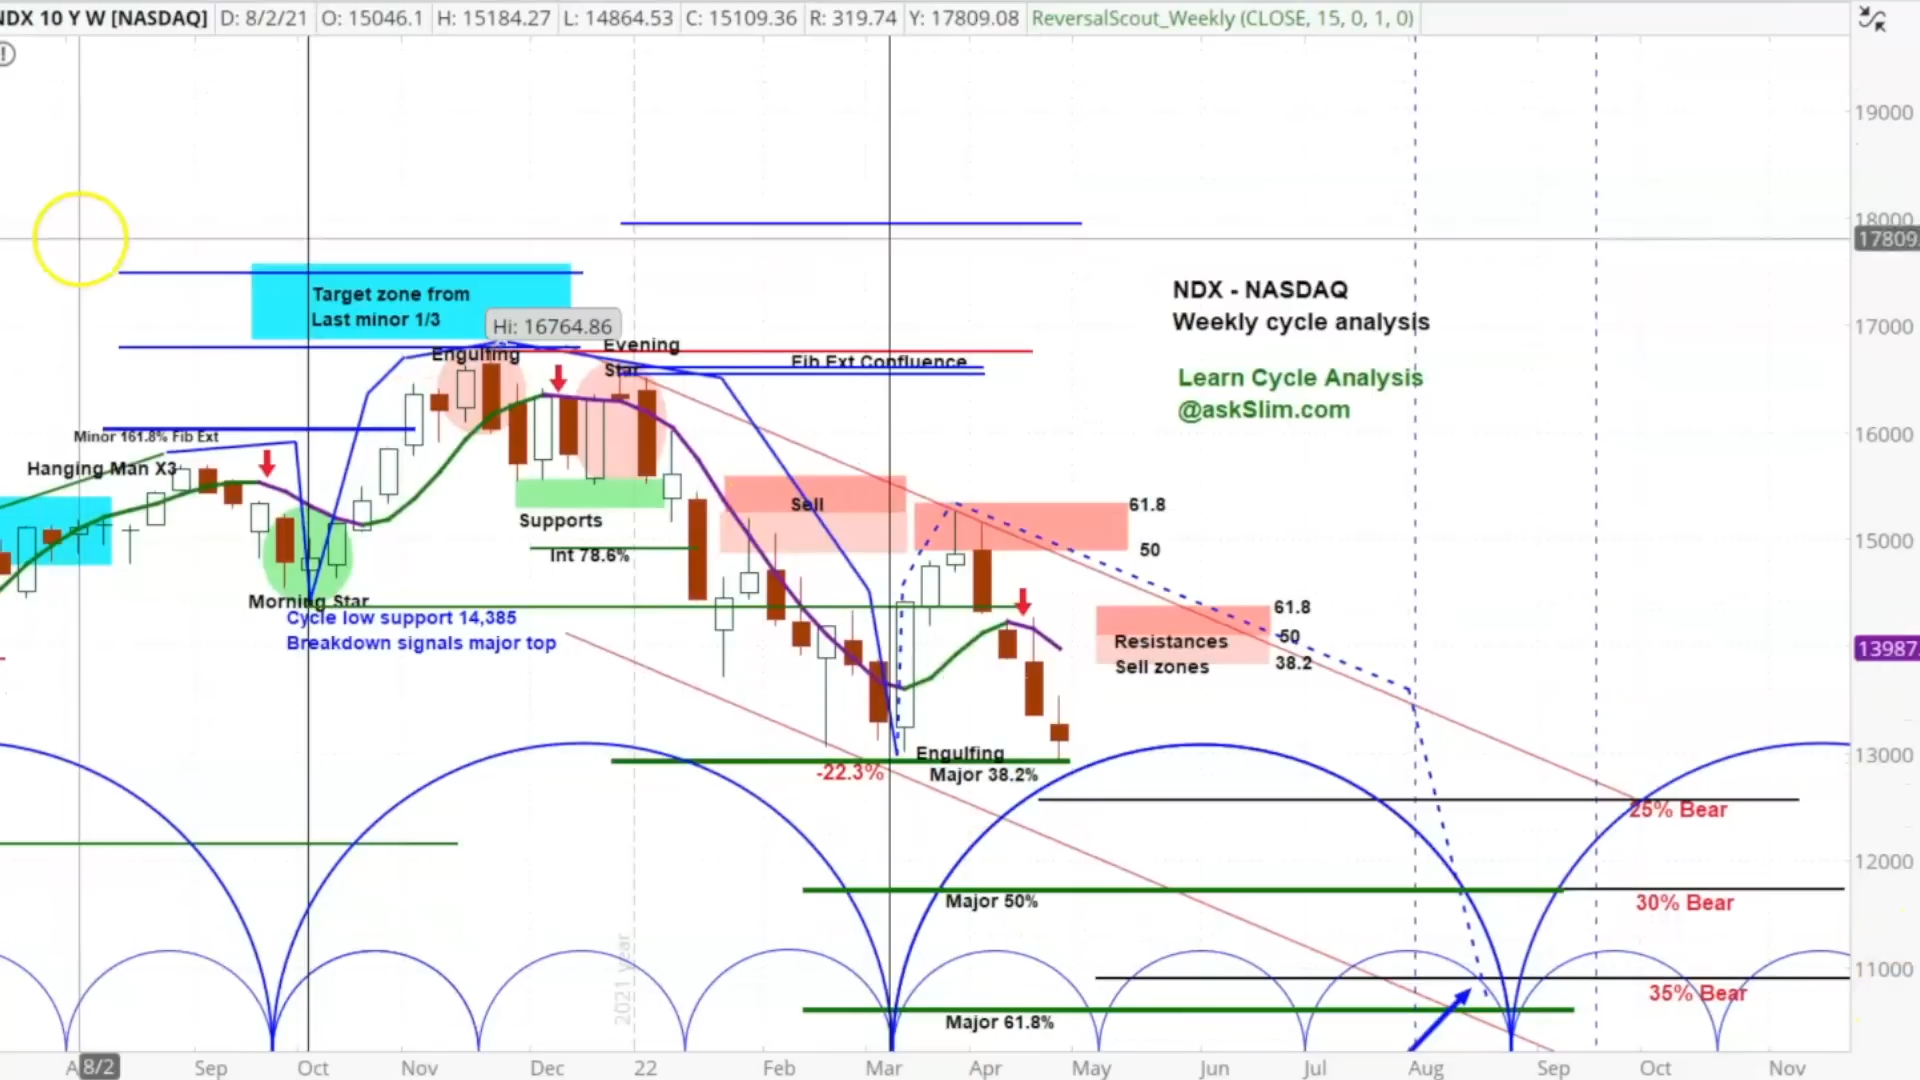 NDX 10 Y W [NASDAQ] D: 8/2/21 O: 15046.1 H: 15184.27 L: 14864.53 C: 15109.36 R: 319.74 Y: 17809.08 ReversalScout_Weekly (CLOSE, 15, 0, 1, 0)
19000
18000
17809
Target zone from
Last minor 1/3
NDX - NASDAQ
Weekly cycle analysis
Hi: 16764.86
17000
Engulfing
Evening
Star
Fib Ext Confluence
Learn Cycle Analysis
@askSlim.com
Minor 161.8% Fib Ext
16000
Hanging Man X3
Sell
61.8
Supports
Int 78.6%
50
15000
Morning Star
Cycle low support 14,385
Breakdown signals major top
61.8
50
38.2
Resistances
Sell zones
13987.
Engulfing
13000
-22.3%
Major 38.2%
25% Bear
12000
Major 50%
30% Bear
11000
35% Bear
Major 61.8%
2021 year
A 8/2 Sep Oct Nov Dec 22 Feb Mar Apr May Jun Jul Aug Sep Oct Nov